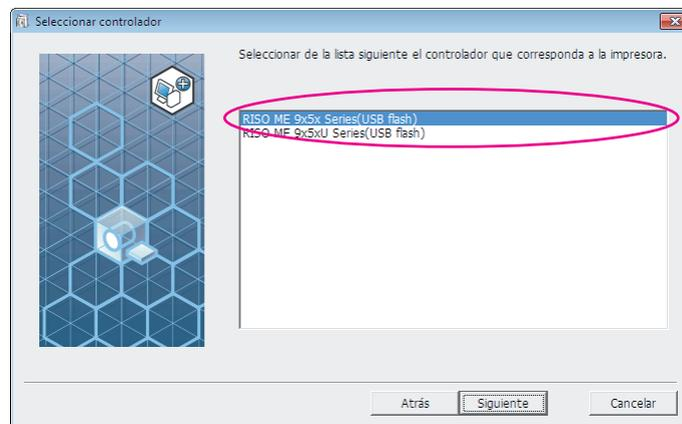 Seleccionar controlador
Seleccionar de la lista siguiente el controlador que corresponda a la impresora.
RISO ME 9x5x Series(USB flash)
RISO ME 9x5xU Series(USB flash)
Atrás
Siguiente
Cancelar